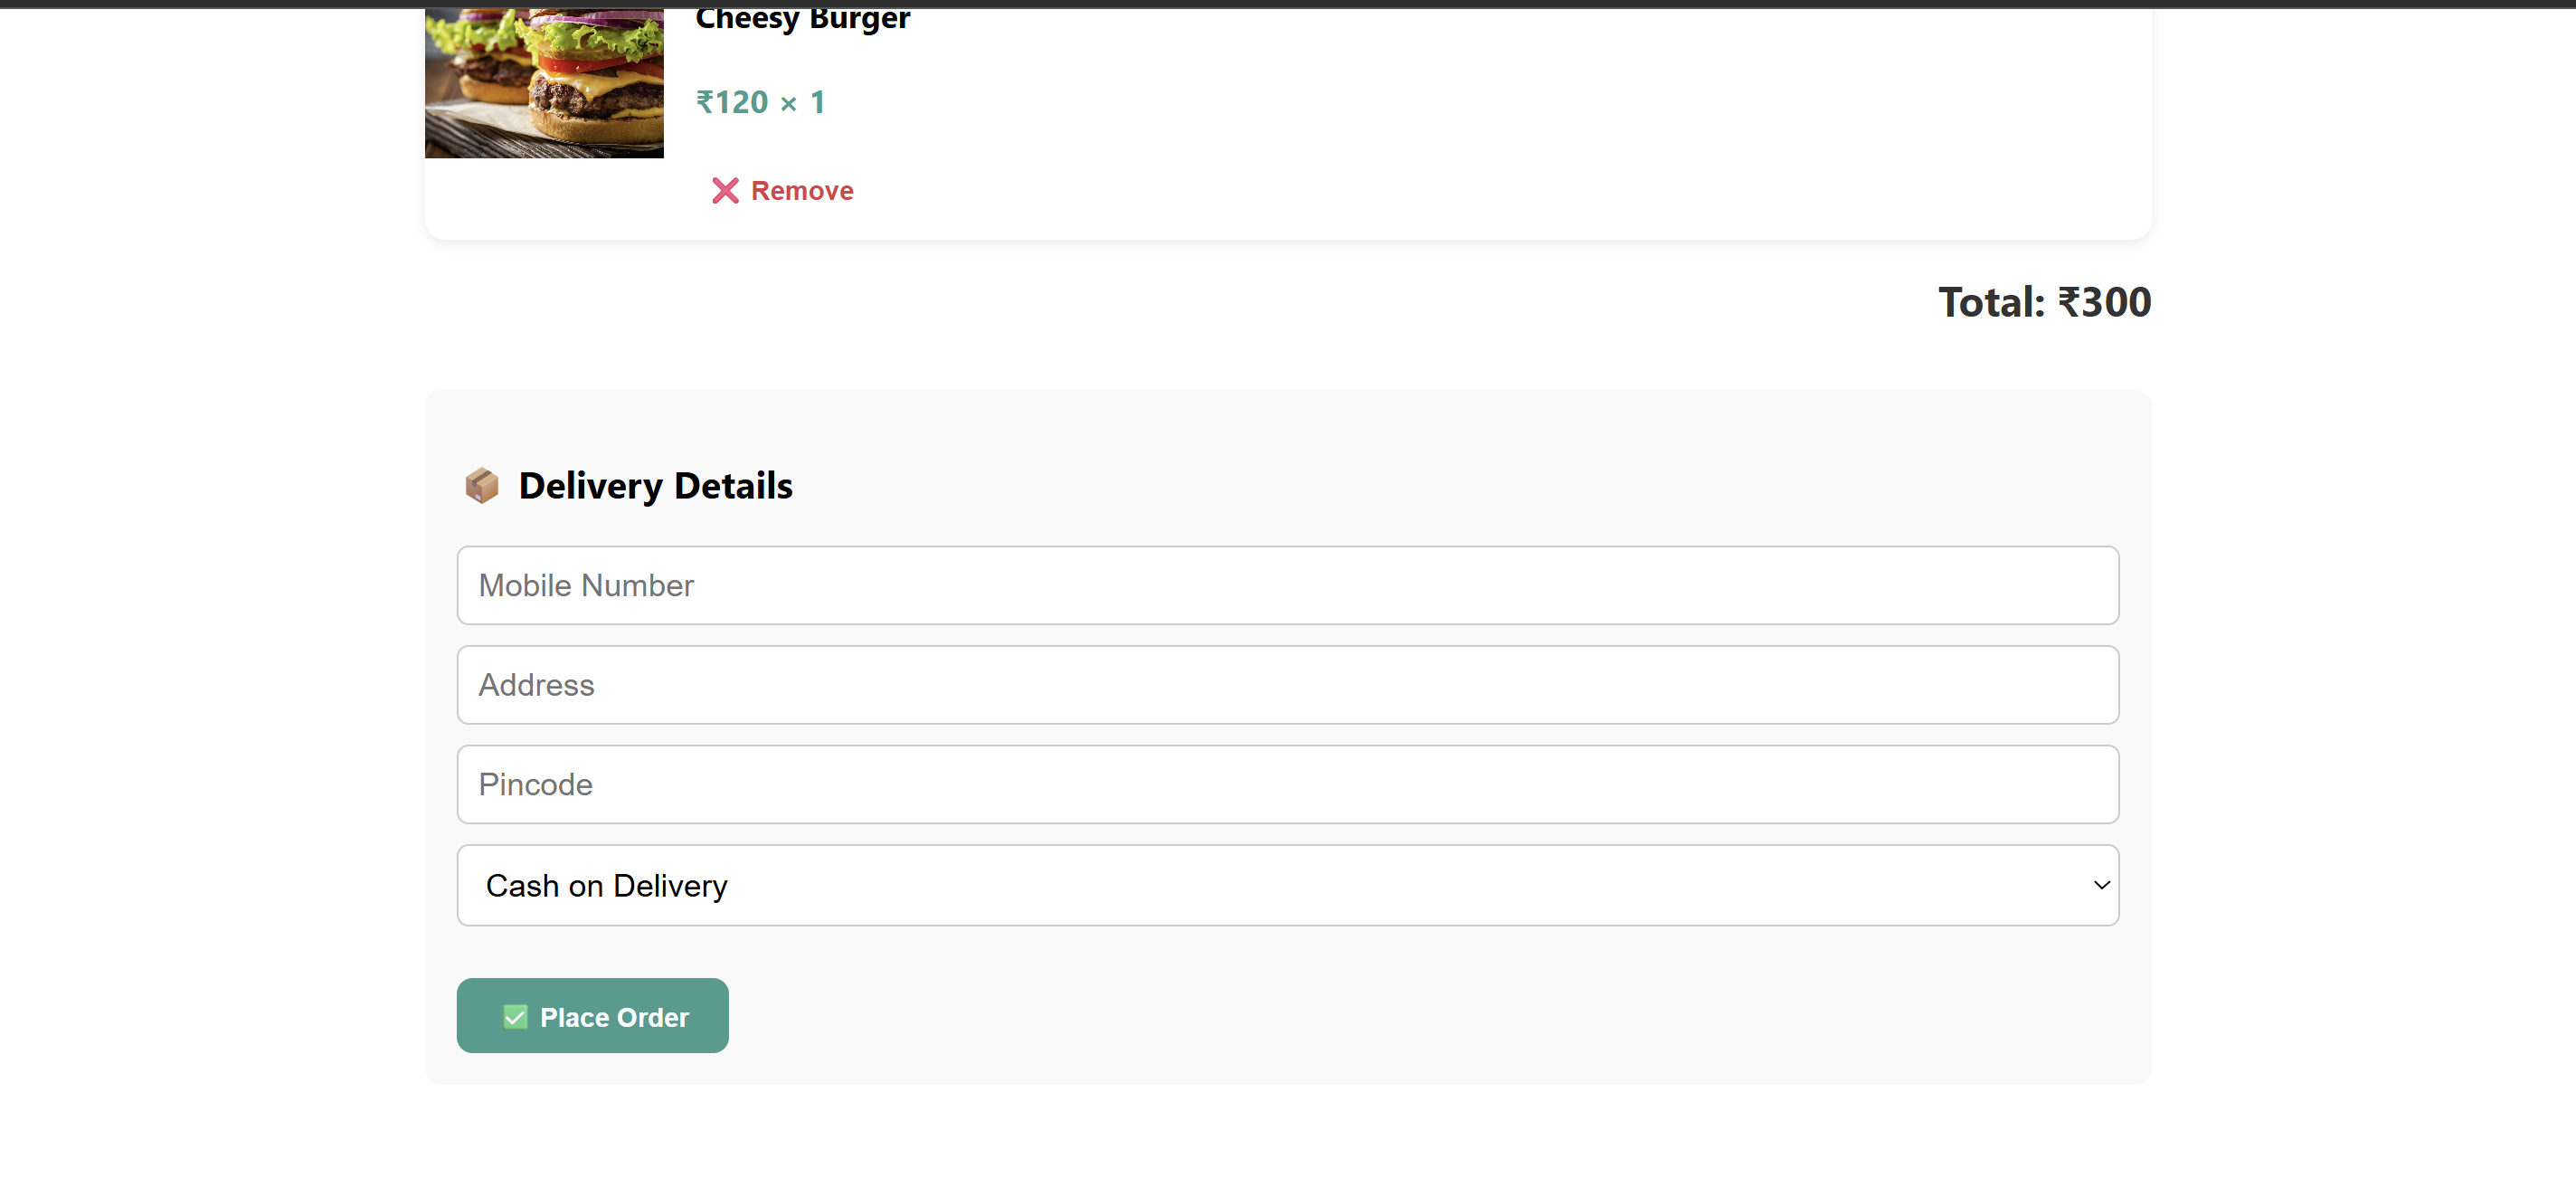 Cheesy Burger
₹120 × 1
❌ Remove
Total: ₹300
📦 Delivery Details
Mobile Number
Address
Pincode
Cash on Delivery
✅ Place Order